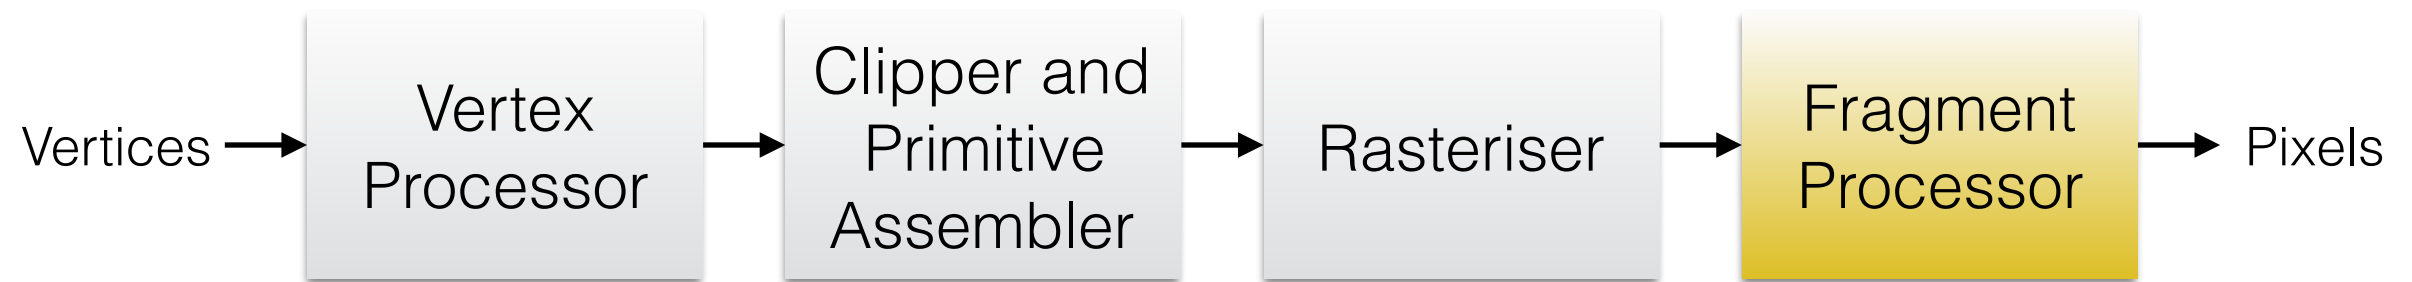 Vertices
Vertex
Processor
Clipper and
Primitive
Assembler
Rasteriser
Fragment
Processor
Pixels